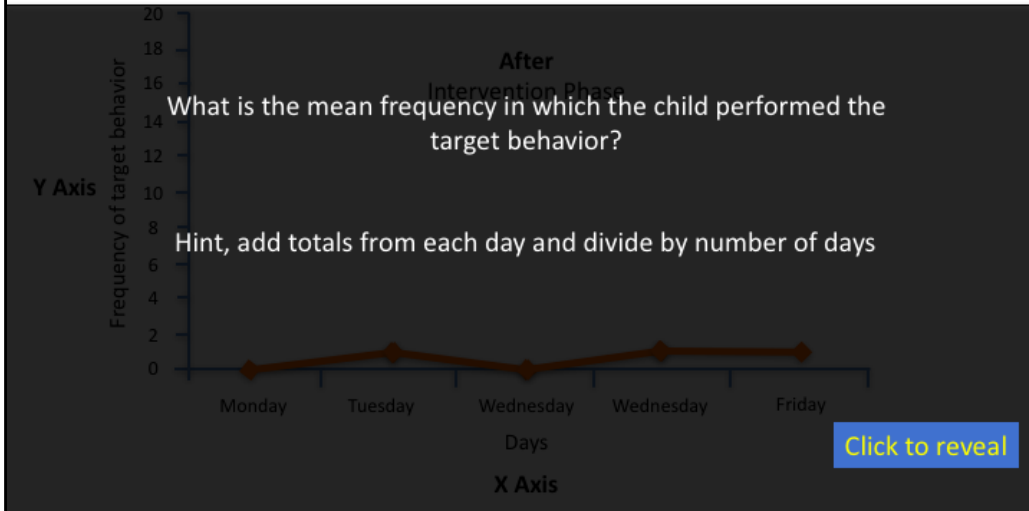 20
18
After
16
Intervention Phase
What is the mean frequency in which the child performed the
14
target behavior?
12
Y Axis
Frequency of target behavior
10
8
Hint, add totals from each day and divide by number of days
6
4
2
0
Monday Tuesday Wednesday Wednesday Friday
Days
Click to reveal
X Axis